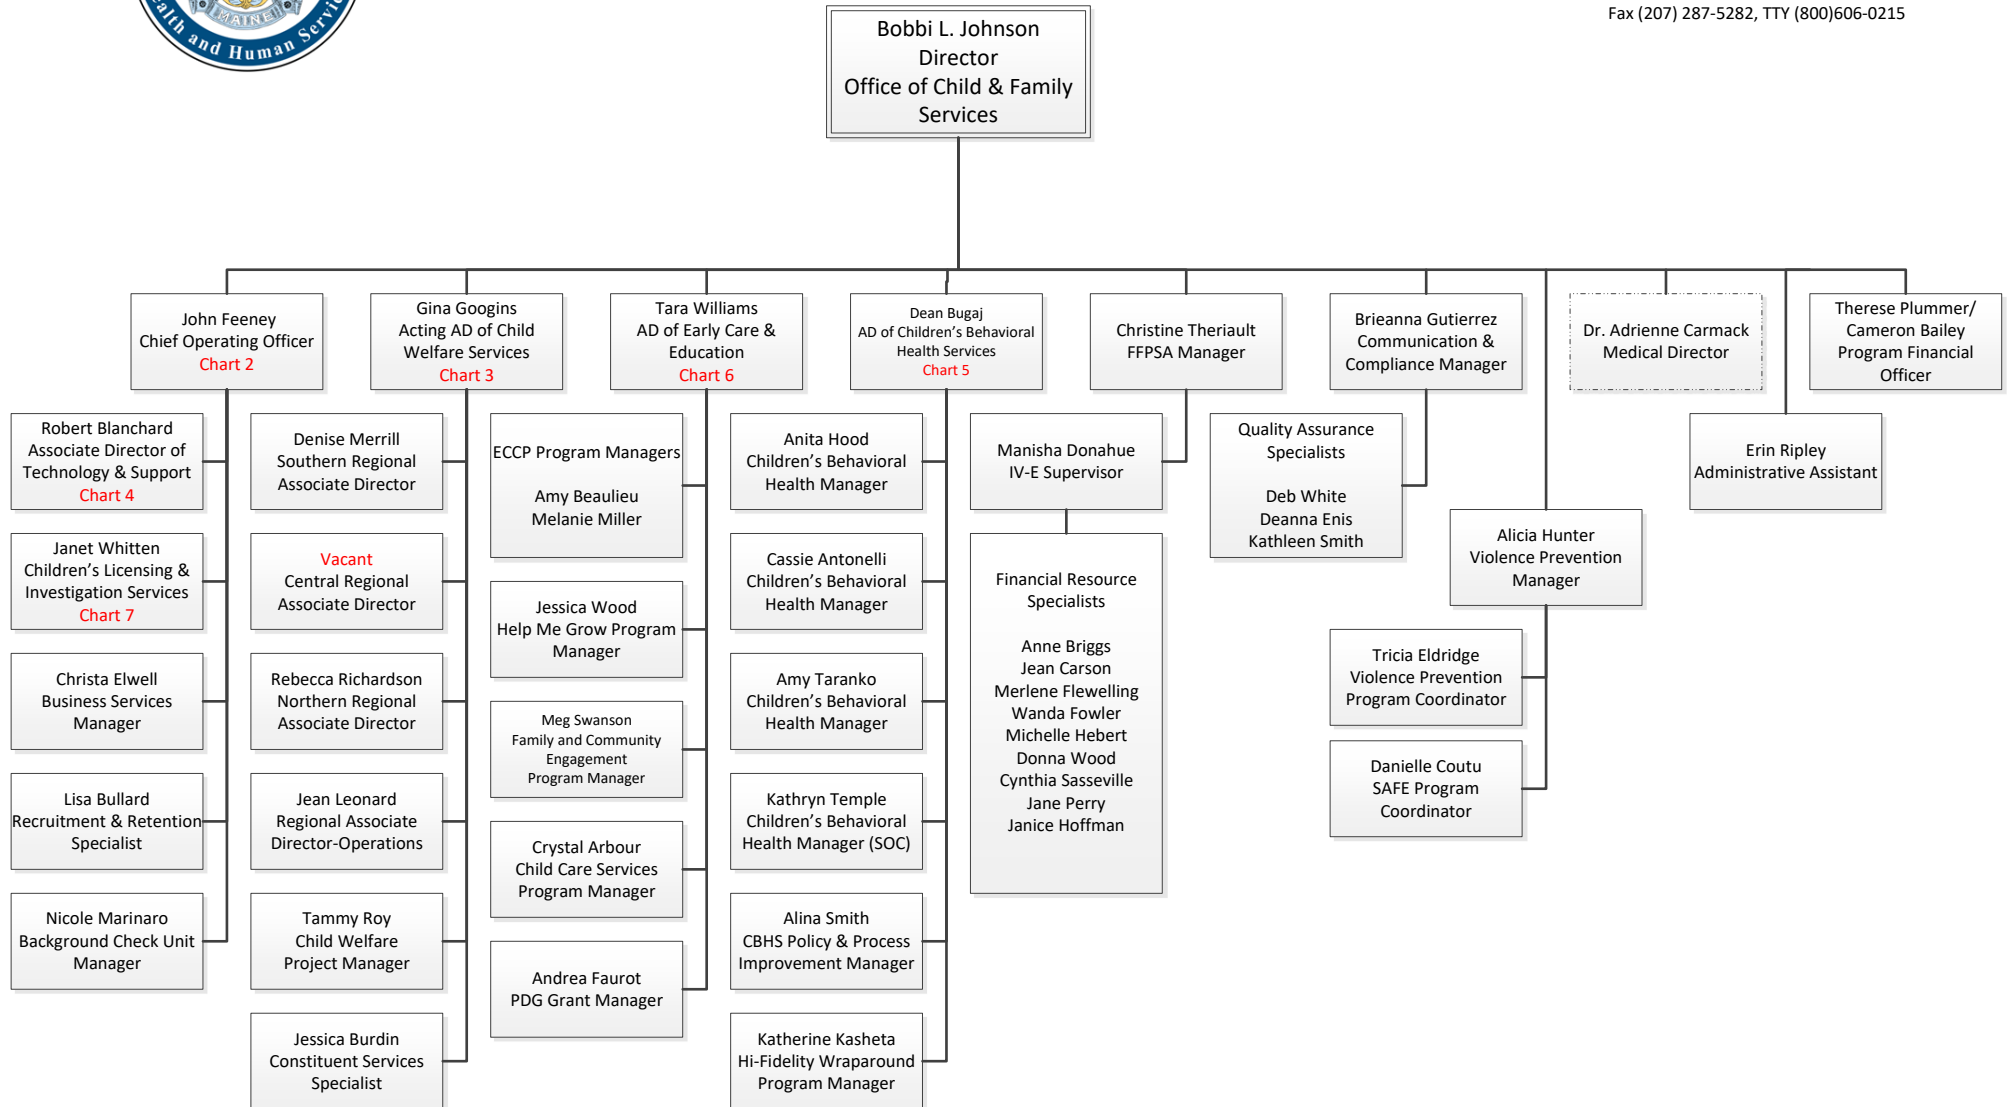 MAINE
Health and Human Services
Fax (207) 287-5282, TTY (800)606-0215
Bobbi L. Johnson
Director
Office of Child & Family
Services
John Feeney
Chief Operating Officer
Chart 2
Gina Googins
Acting AD of Child
Welfare Services
Chart 3
Tara Williams
AD of Early Care &
Education
Chart 6
Dean Bugaj
AD of Children's Behavioral
Health Services
Chart 5
Christine Theriault
FFPSA Manager
Brieanna Gutierrez
Communication &
Compliance Manager
Dr. Adrienne Carmack
Medical Director
Therese Plummer/
Cameron Bailey
Program Financial
Officer
Robert Blanchard
Associate Director of
Technology & Support
Chart 4
Janet Whitten
Children's Licensing &
Investigation Services
Chart 7
Christa Elwell
Business Services
Manager
Lisa Bullard
Recruitment & Retention
Specialist
Nicole Marinaro
Background Check Unit
Manager
Denise Merrill
Southern Regional
Associate Director
Vacant
Central Regional
Associate Director
Rebecca Richardson
Northern Regional
Associate Director
Jean Leonard
Regional Associate
Director-Operations
Tammy Roy
Child Welfare
Project Manager
Jessica Burdin
Constituent Services
Specialist
ECCP Program Managers
Amy Beaulieu
Melanie Miller
Jessica Wood
Help Me Grow Program
Manager
Meg Swanson
Family and Community
Engagement
Program Manager
Crystal Arbour
Child Care Services
Program Manager
Andrea Faurot
PDG Grant Manager
Anita Hood
Children's Behavioral
Health Manager
Cassie Antonelli
Children's Behavioral
Health Manager
Amy Taranko
Children's Behavioral
Health Manager
Kathryn Temple
Children's Behavioral
Health Manager (SOC)
Alina Smith
CBHS Policy & Process
Improvement Manager
Katherine Kasheta
Hi-Fidelity Wraparound
Program Manager
Manisha Donahue
IV-E Supervisor
Financial Resource
Specialists
Anne Briggs
Jean Carson
Merlene Flewelling
Wanda Fowler
Michelle Hebert
Donna Wood
Cynthia Sasseville
Jane Perry
Janice Hoffman
Quality Assurance
Specialists
Deb White
Deanna Enis
Kathleen Smith
Alicia Hunter
Violence Prevention
Manager
Tricia Eldridge
Violence Prevention
Program Coordinator
Danielle Coutu
SAFE Program
Coordinator
Erin Ripley
Administrative Assistant